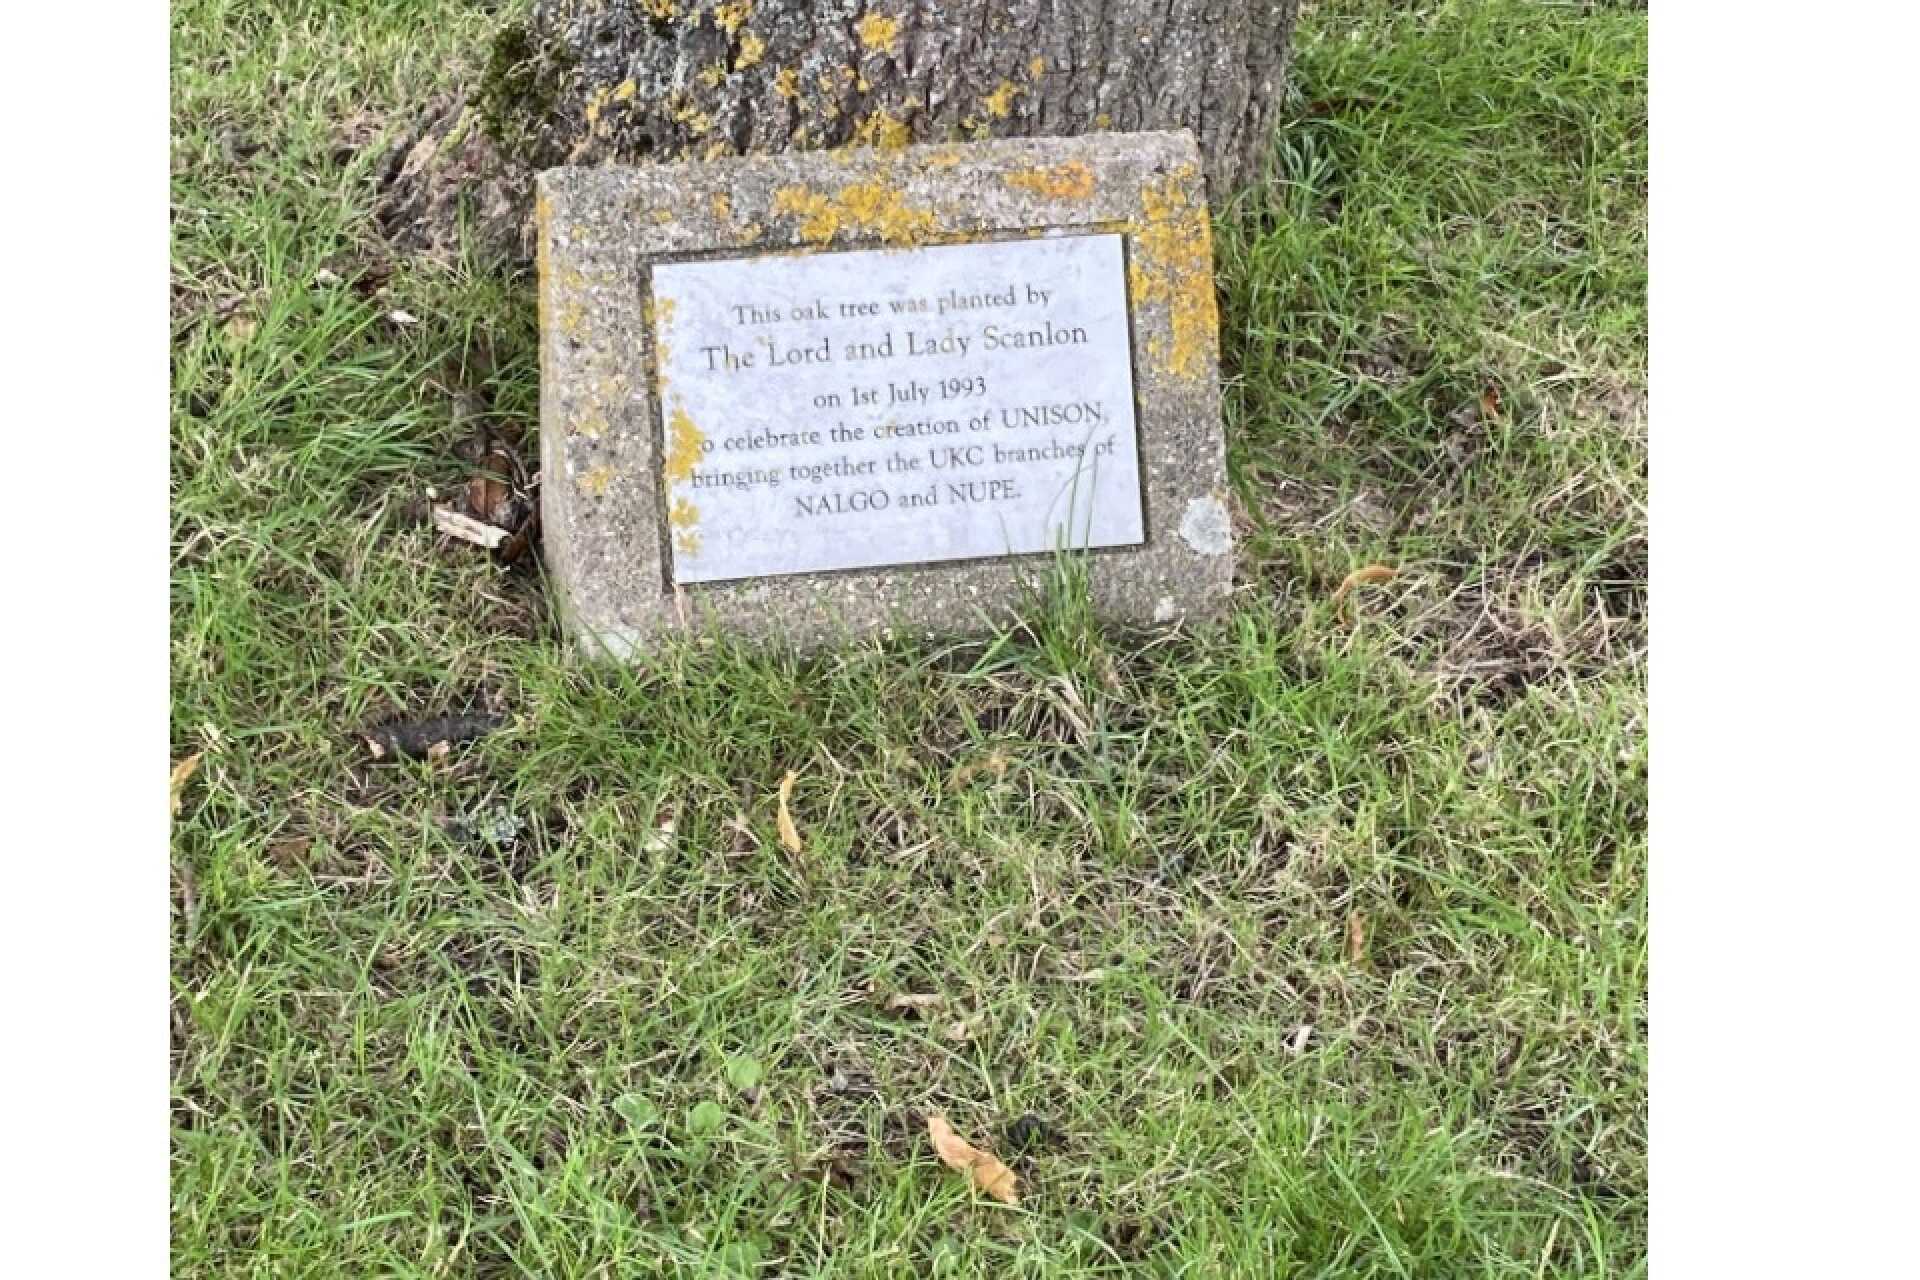 This oak tree was planted by
The Lord and Lady Scanlon
on 1st July 1993
to celebrate the creation of UNISON,
bringing together the UKC branches of
NALGO and NUPE.